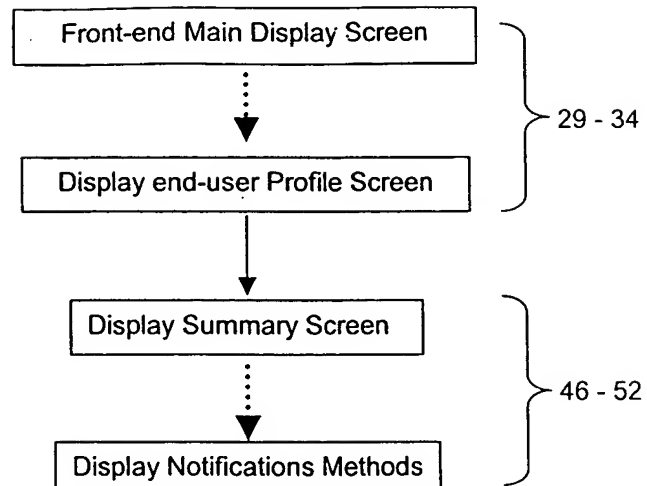 Front-end Main Display Screen
29 - 34
Display end-user Profile Screen
Display Summary Screen
46 - 52
Display Notifications Methods